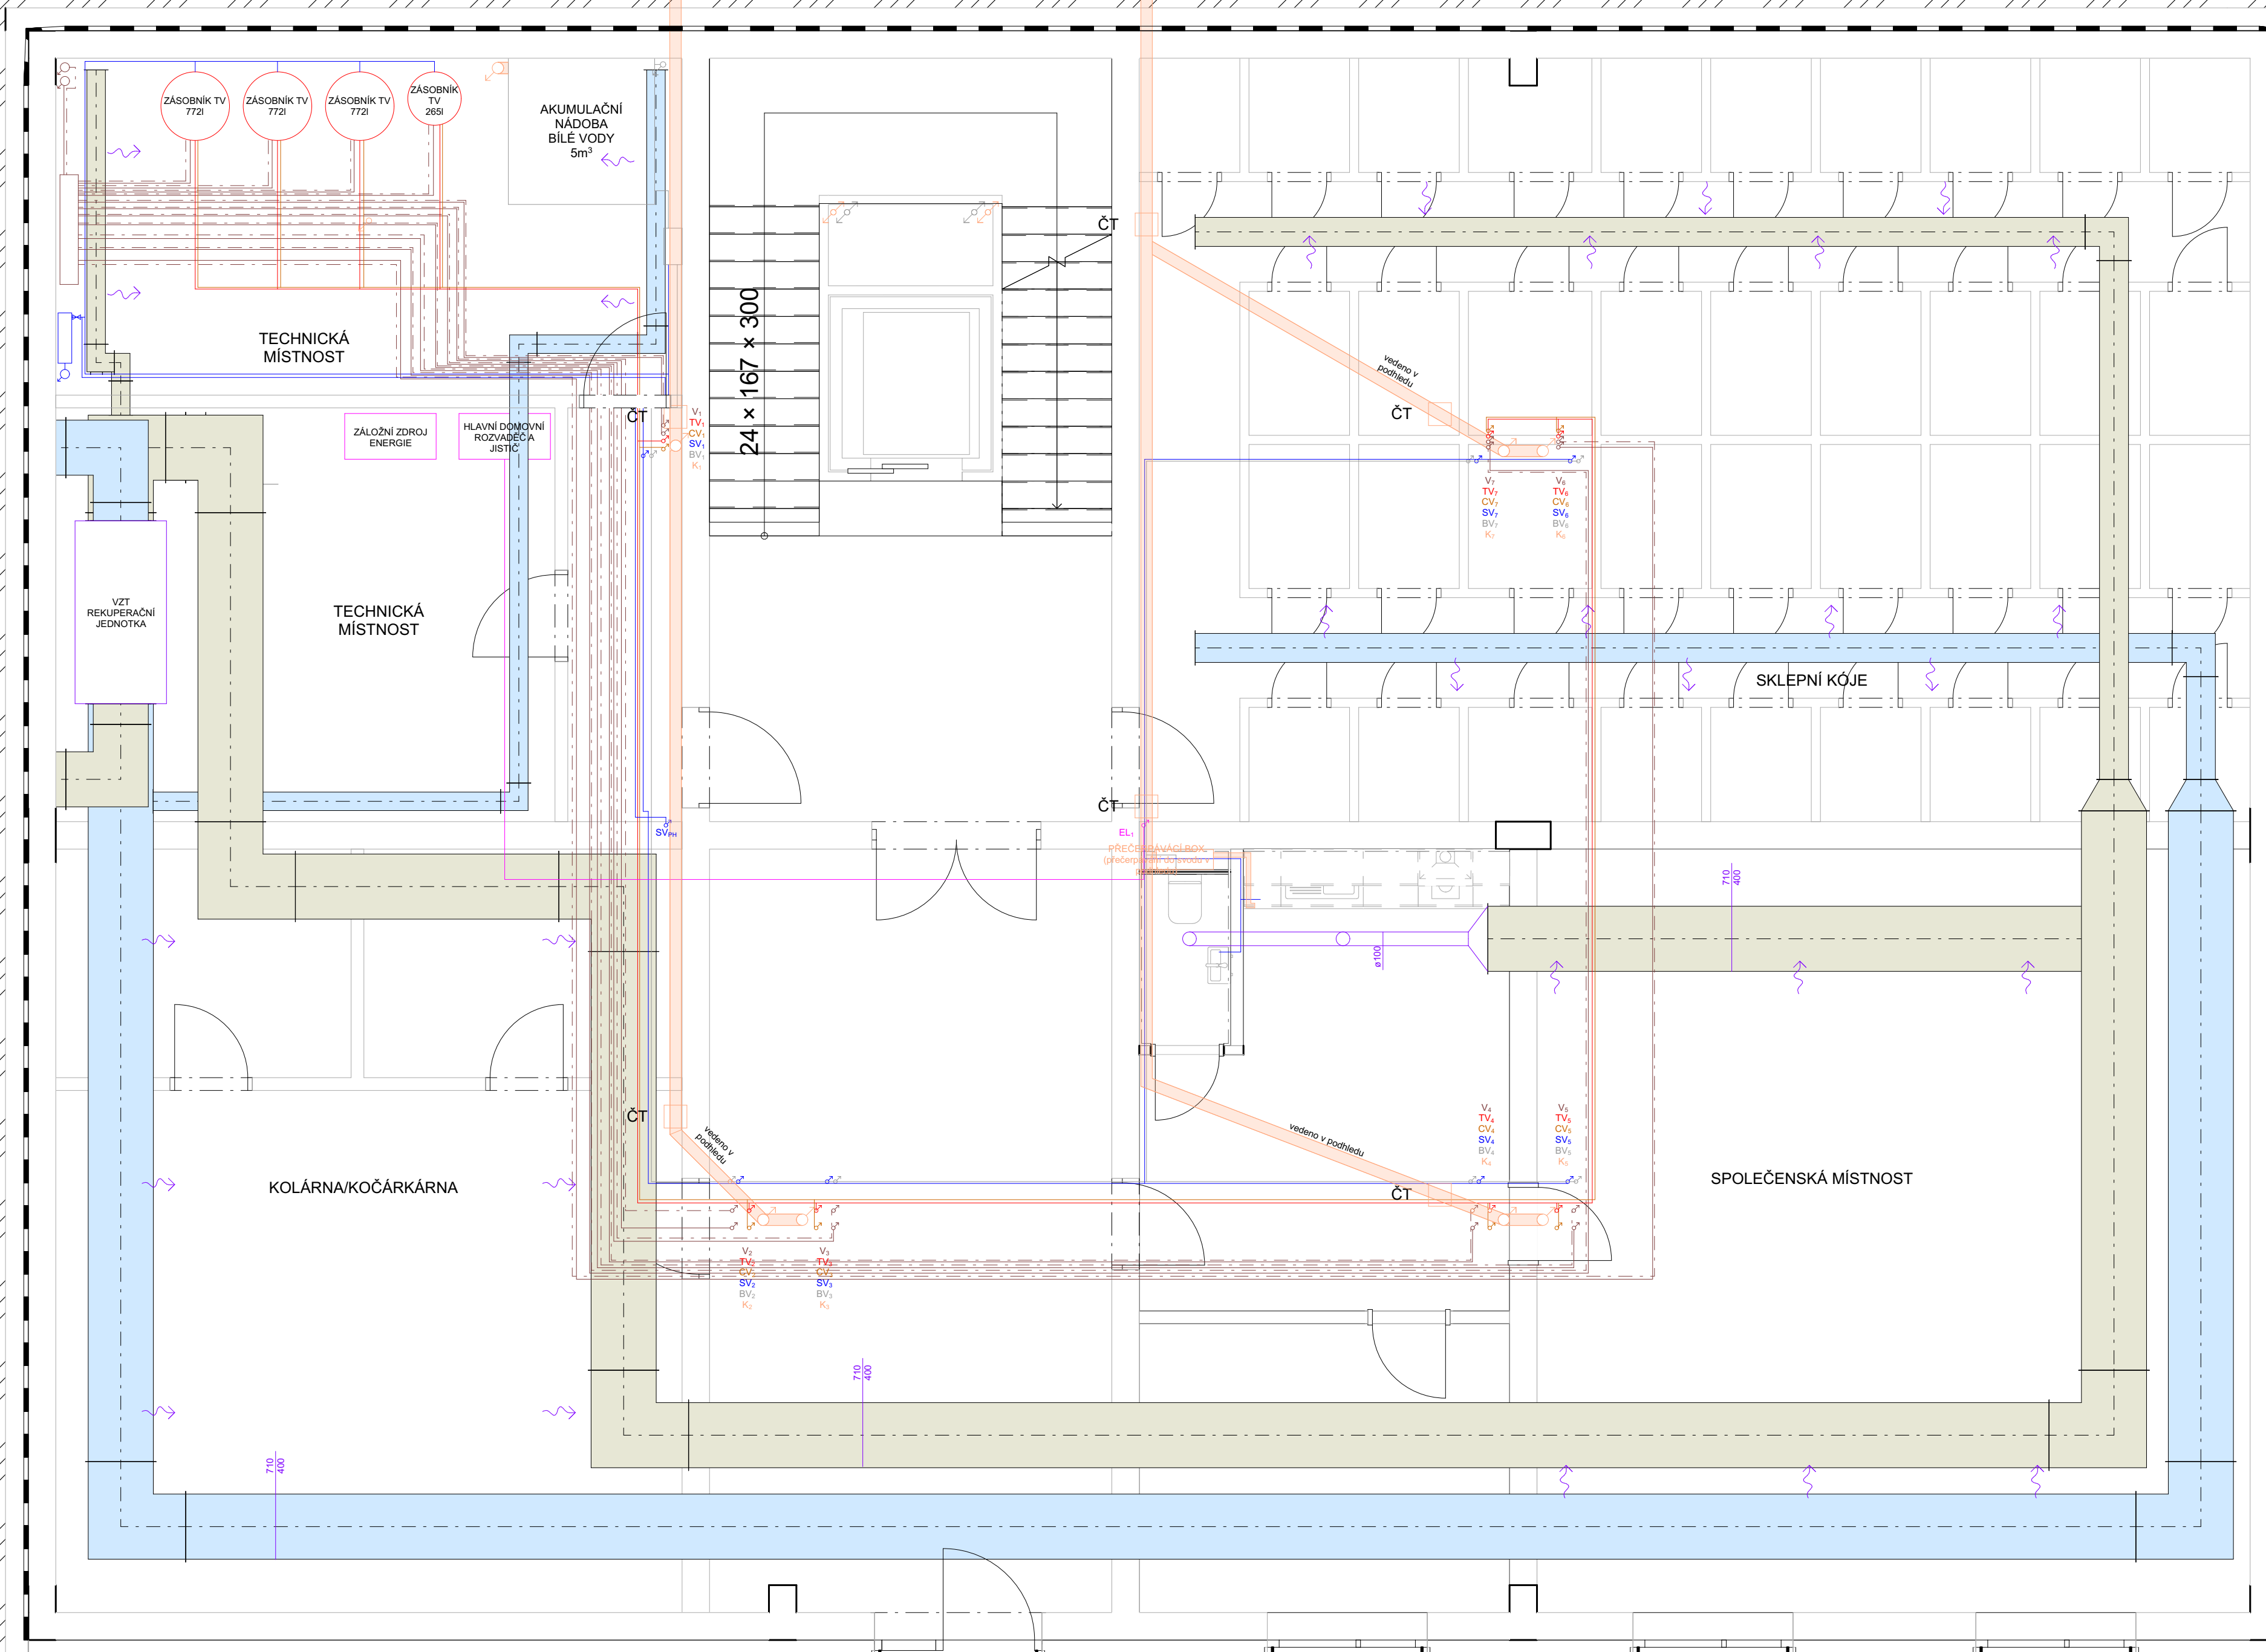 ZÁSOBNÍK TV
772l
ZÁSOBNÍK TV
772l
ZÁSOBNÍK TV
772l
ZÁSOBNÍK
TV
265l
AKUMULAČNÍ
NÁDOBA
BÍLÉ VODY
5m³
TECHNICKÁ
MÍSTNOST
ZÁLOŽNÍ ZDROJ
ENERGIE
HLAVNÍ DOMOVNÍ
ROZVADĚČ A
JISTIČ
ČT
V₁
TV₁
CV₁
SV₁
BV₁
K₁
24 × 167 × 300
ČT
vedeno v
podhledu
ČT
V₇
TV₇
CV₇
SV₇
BV₇
K₇
V₆
TV₆
CV₆
SV₆
BV₆
K₆
VZT
REKUPERAČNÍ
JEDNOTKA
TECHNICKÁ
MÍSTNOST
SKLEPNÍ KÓJE
SV_PH
ČT
EL₁
PŘEČERPÁVACÍ BOX
(přečerpávání do svodu v
podhledu)
710
400
ø100
ČT
vedeno v
podhledu
vedeno v podhledu
V₄
TV₄
CV₄
SV₄
BV₄
K₄
V₅
TV₅
CV₅
SV₅
BV₅
K₅
ČT
KOLÁRNA/KOČÁRKÁRNA
SPOLEČENSKÁ MÍSTNOST
V₂
TV₂
CV₂
SV₂
BV₂
K₂
V₃
TV₃
CV₃
SV₃
BV₃
K₃
710
400
710
400